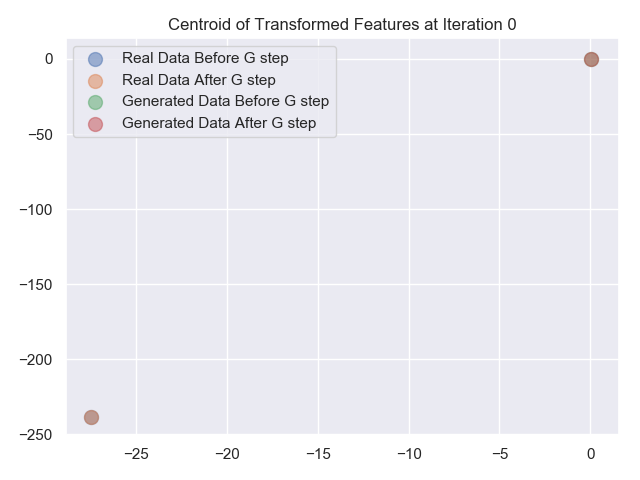 Centroid of Transformed Features at Iteration 0
Real Data Before G step
Real Data After G step
Generated Data Before G step
Generated Data After G step
0
−50
−100
−150
−200
−250
−25
−20
−15
−10
−5
0